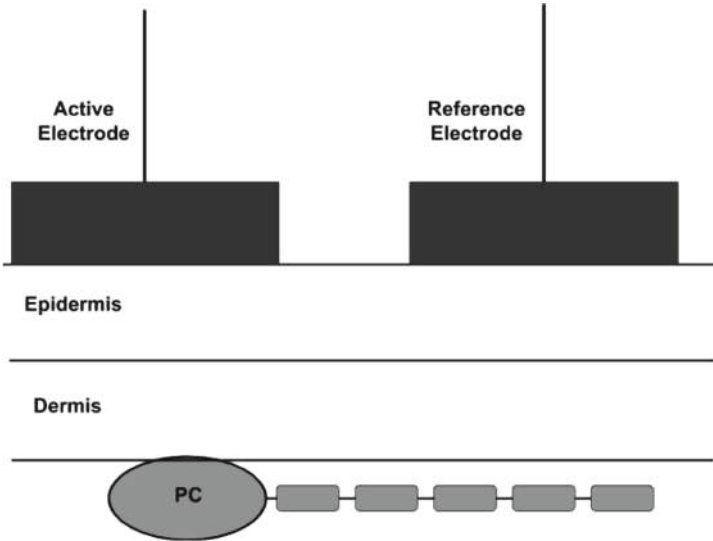 Active
Electrode
Reference
Electrode
Epidermis
Dermis
PC